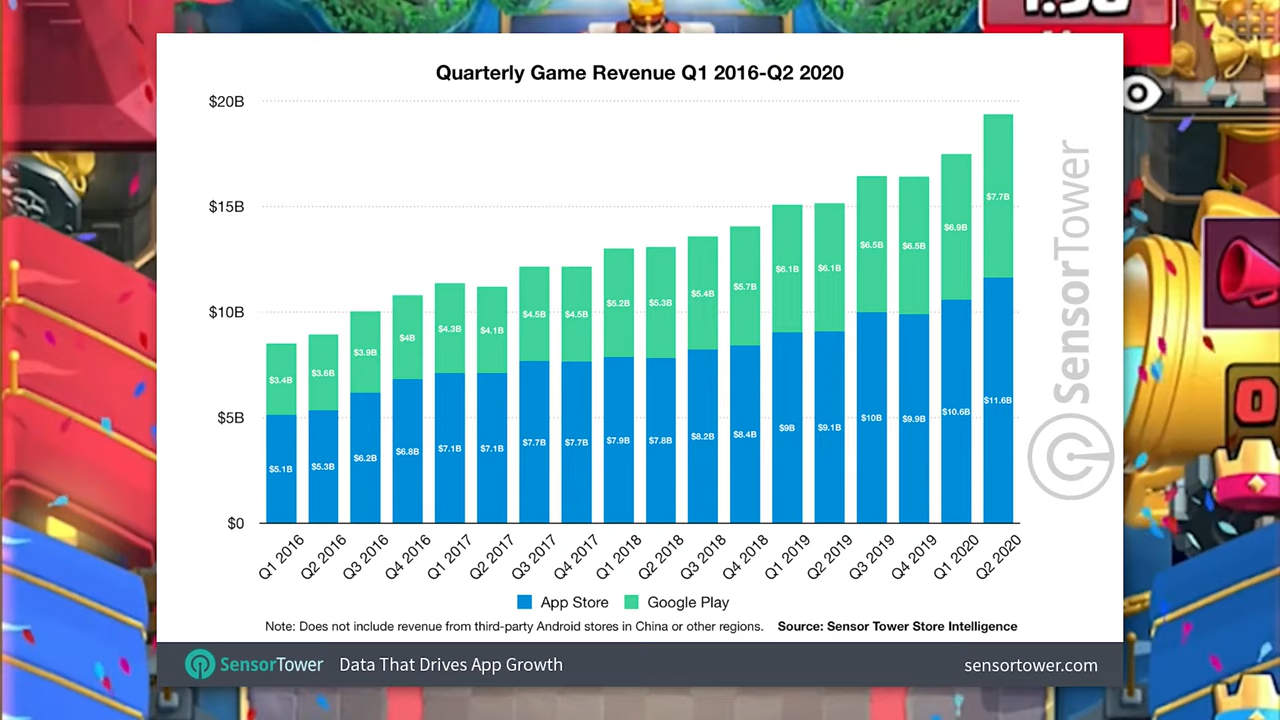 Quarterly Game Revenue Q1 2016-Q2 2020
$20B
$15B
$10B
$5B
$0
$3.4B
$3.6B
$3.9B
$4B
$4.3B
$4.1B
$4.5B
$4.5B
$5.2B
$5.3B
$5.4B
$5.7B
$6.1B
$6.1B
$6.5B
$6.5B
$6.9B
$7.7B
$5.1B
$5.3B
$6.2B
$6.8B
$7.1B
$7.1B
$7.7B
$7.7B
$7.9B
$7.8B
$8.2B
$8.4B
$9B
$9.1B
$10B
$9.9B
$10.6B
$11.6B
Q1 2016
Q2 2016
Q3 2016
Q4 2016
Q1 2017
Q2 2017
Q3 2017
Q4 2017
Q1 2018
Q2 2018
Q3 2018
Q4 2018
Q1 2019
Q2 2019
Q3 2019
Q4 2019
Q1 2020
Q2 2020
App Store Google Play
Note: Does not include revenue from third-party Android stores in China or other regions. Source: Sensor Tower Store Intelligence
SensorTower
SensorTower Data That Drives App Growth sensortower.com
0